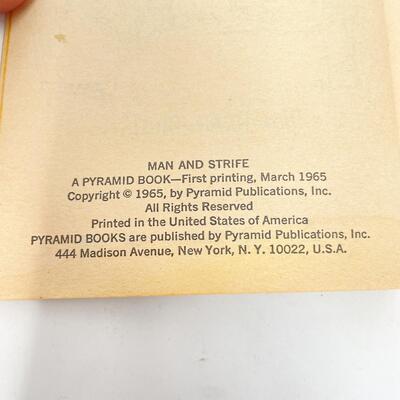 MAN AND STRIFE
A PYRAMID BOOK—First printing, March 1965
Copyright © 1965, by Pyramid Publications, Inc.
All Rights Reserved
Printed in the United States of America
PYRAMID BOOKS are published by Pyramid Publications, Inc.
444 Madison Avenue, New York, N. Y. 10022, U.S.A.